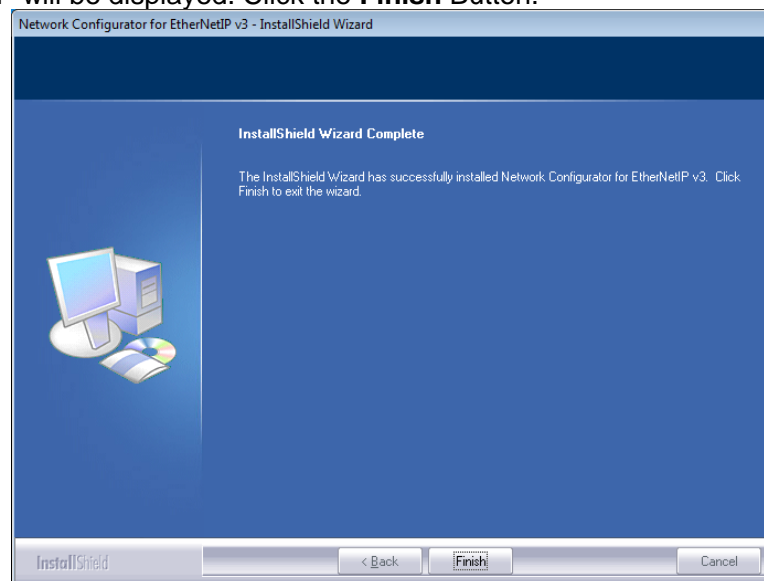 will be displayed. Click the Finish Button.
Network Configurator for EtherNetIP v3 - InstallShield Wizard
InstallShield Wizard Complete
The InstallShield Wizard has successfully installed Network Configurator for EtherNetIP v3. Click
Finish to exit the wizard.
InstallShield
< Back
Finish
Cancel